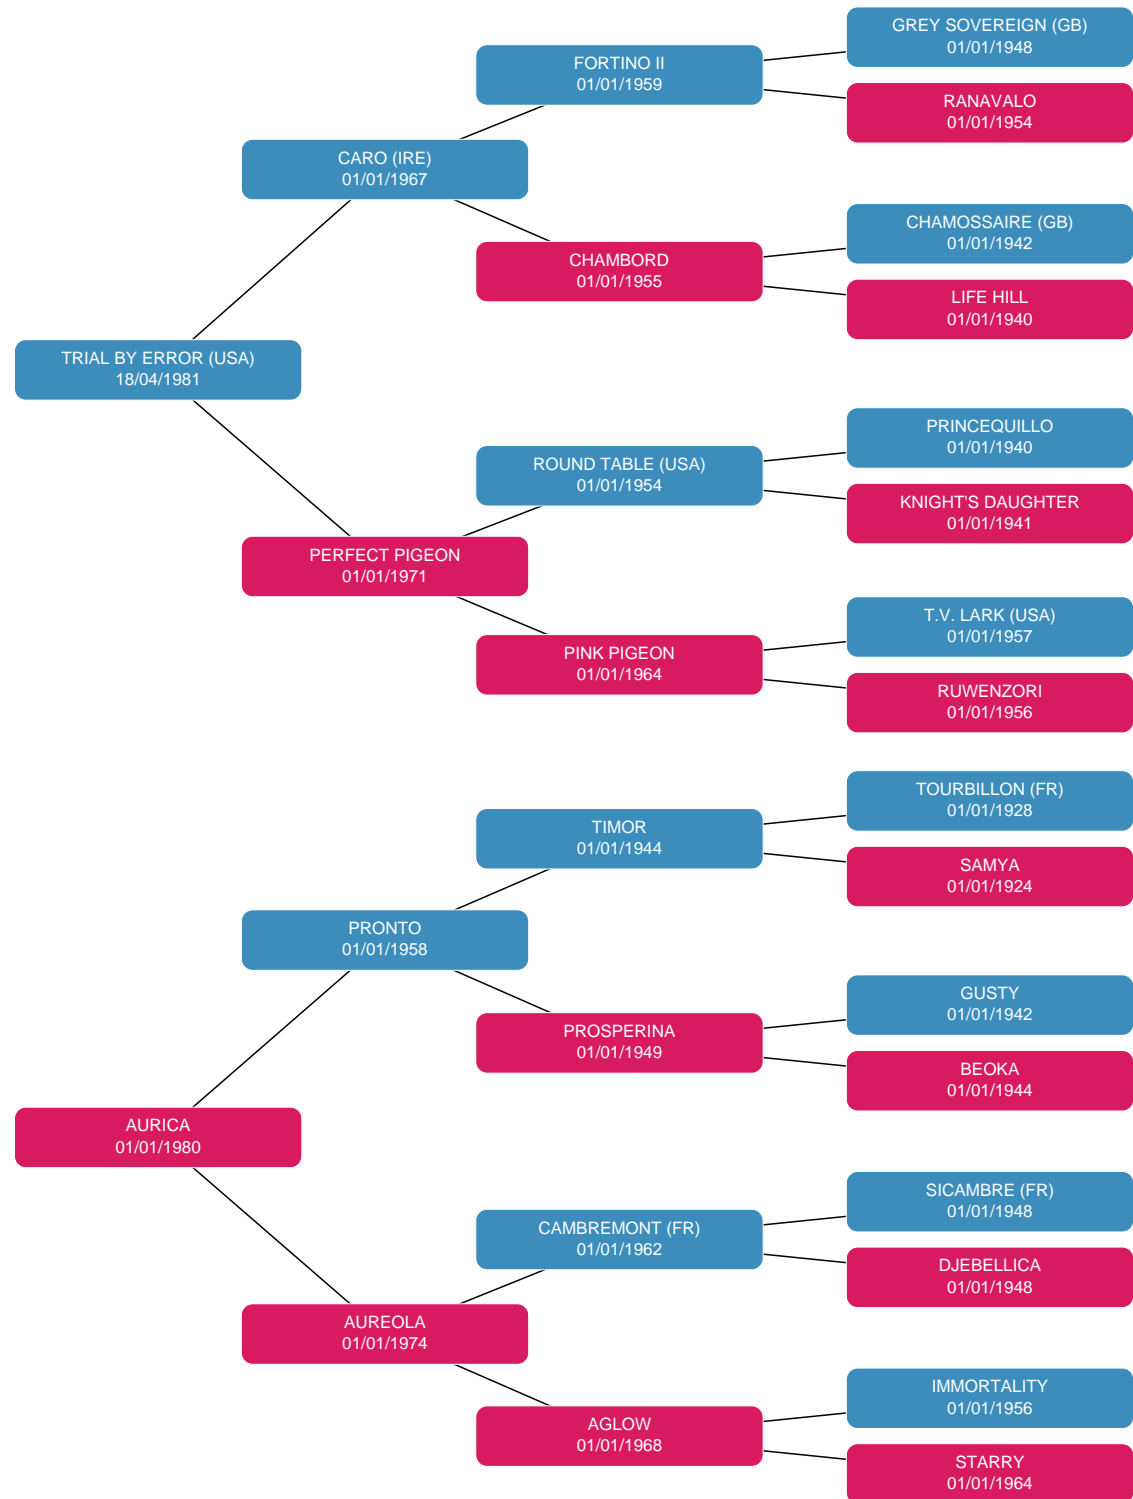 GREY SOVEREIGN (GB)
01/01/1948
FORTINO II
01/01/1959
RANAVALO
01/01/1954
CARO (IRE)
01/01/1967
CHAMOSSAIRE (GB)
01/01/1942
CHAMBORD
01/01/1955
LIFE HILL
01/01/1940
TRIAL BY ERROR (USA)
18/04/1981
PRINCEQUILLO
01/01/1940
ROUND TABLE (USA)
01/01/1954
KNIGHT'S DAUGHTER
01/01/1941
PERFECT PIGEON
01/01/1971
T.V. LARK (USA)
01/01/1957
PINK PIGEON
01/01/1964
RUWENZORI
01/01/1956
TOURBILLON (FR)
01/01/1928
TIMOR
01/01/1944
SAMYA
01/01/1924
PRONTO
01/01/1958
GUSTY
01/01/1942
PROSPERINA
01/01/1949
BEOKA
01/01/1944
AURICA
01/01/1980
SICAMBRE (FR)
01/01/1948
CAMBREMONT (FR)
01/01/1962
DJEBELLICA
01/01/1948
AUREOLA
01/01/1974
IMMORTALITY
01/01/1956
AGLOW
01/01/1968
STARRY
01/01/1964